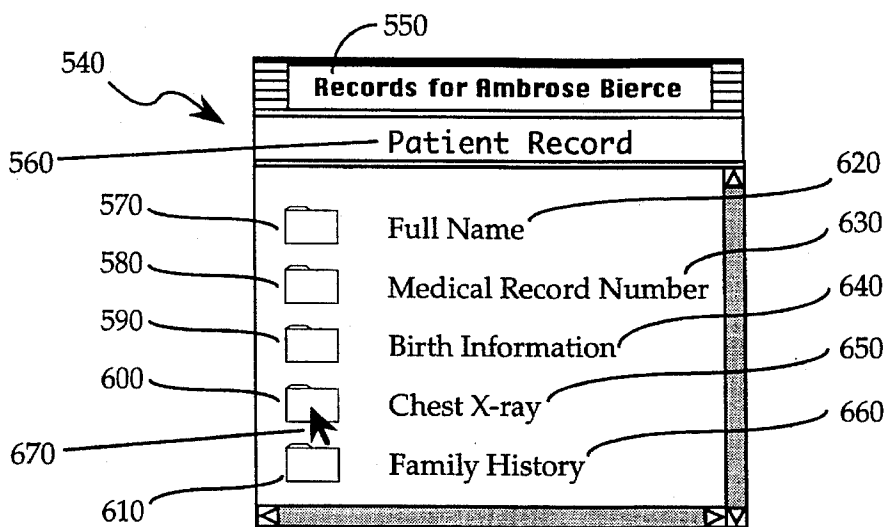 550
540
Records for Ambrose Bierce
560
Patient Record
620
570
Full Name
630
580
Medical Record Number
640
590
Birth Information
650
600
Chest X-ray
660
670
Family History
610